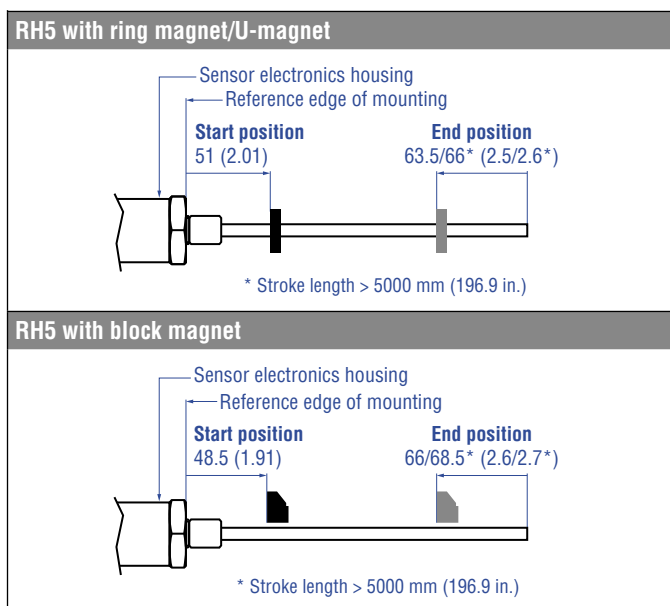 RH5 with ring magnet/U-magnet
Sensor electronics housing
Reference edge of mounting
Start position End position
51 (2.01) 63.5/66* (2.5/2.6*)
* Stroke length > 5000 mm (196.9 in.)
RH5 with block magnet
Sensor electronics housing
Reference edge of mounting
Start position End position
48.5 (1.91) 66/68.5* (2.6/2.7*)
* Stroke length > 5000 mm (196.9 in.)